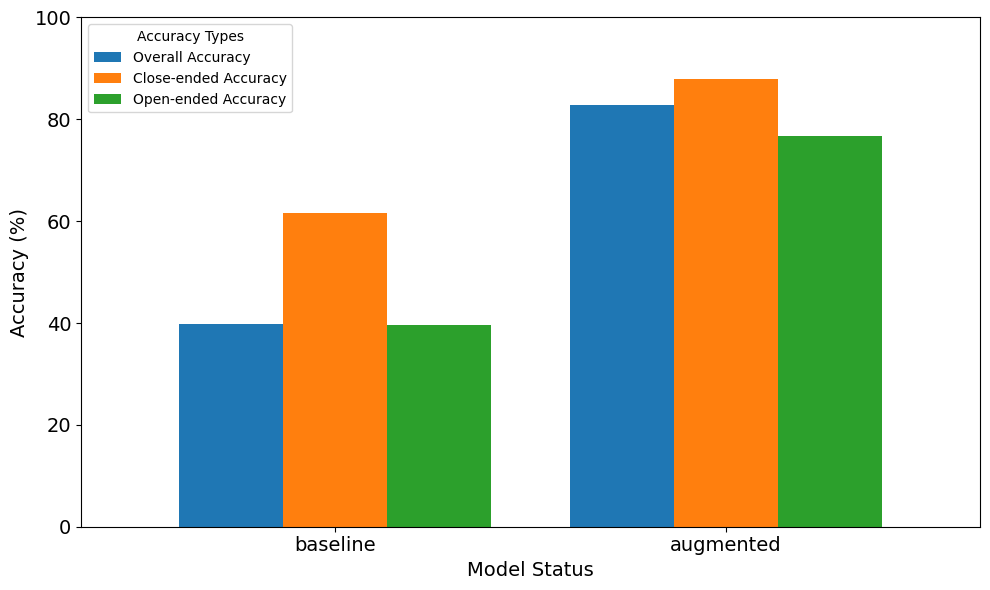 Accuracy Types
Overall Accuracy
Close-ended Accuracy
Open-ended Accuracy
Accuracy (%)
100
80
60
40
20
0
baseline
augmented
Model Status